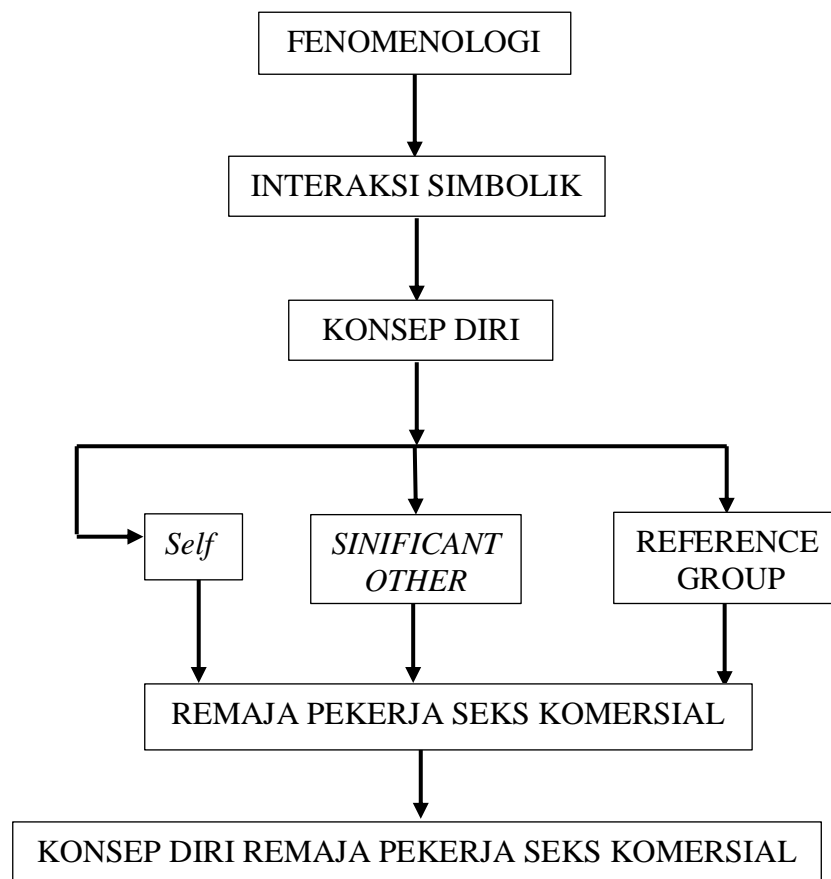 FENOMENOLOGI
INTERAKSI SIMBOLIK
KONSEP DIRI
Self
SINIFICANT
OTHER
REFERENCE
GROUP
REMAJA PEKERJA SEKS KOMERSIAL
KONSEP DIRI REMAJA PEKERJA SEKS KOMERSIAL